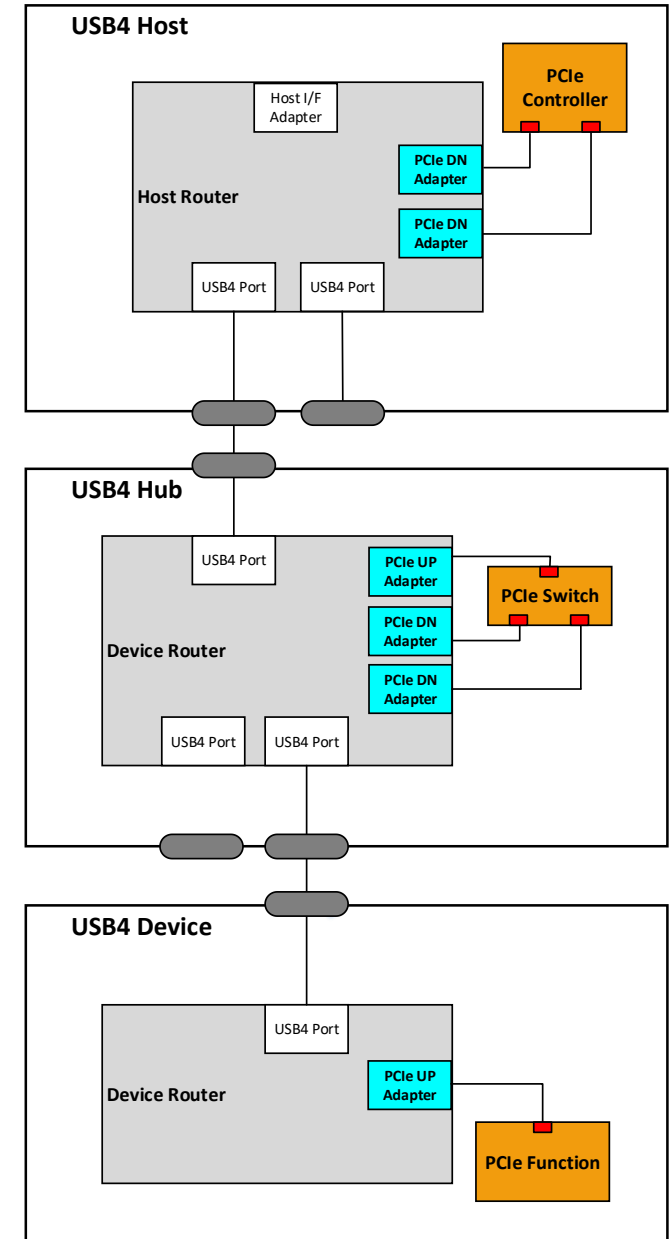 USB4 Host
Host I/F
Adapter
PCIe
Controller
PCIe DN
Adapter
Host Router
PCIe DN
Adapter
USB4 Port
USB4 Port
USB4 Hub
USB4 Port
PCIe UP
Adapter
PCIe Switch
PCIe DN
Adapter
Device Router
PCIe DN
Adapter
USB4 Port
USB4 Port
USB4 Device
USB4 Port
PCIe UP
Adapter
Device Router
PCIe Function